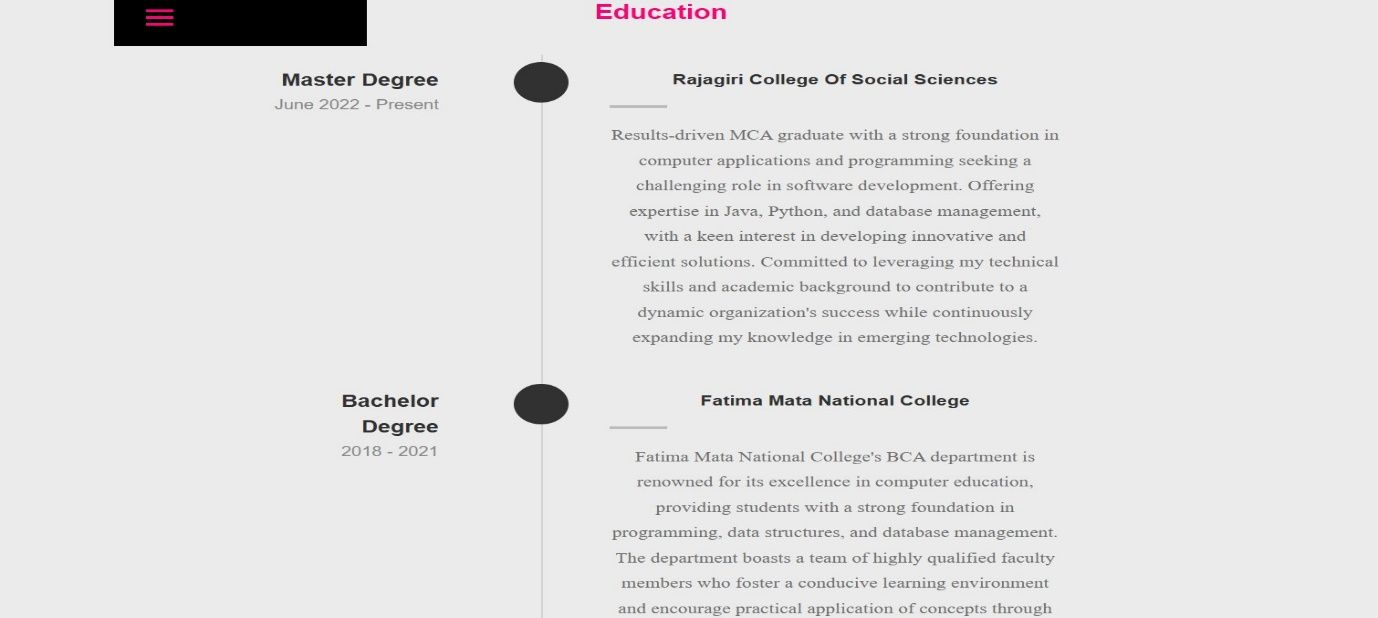 Education
Master Degree
June 2022 - Present
Rajagiri College Of Social Sciences
Results-driven MCA graduate with a strong foundation in
computer applications and programming seeking a
challenging role in software development. Offering
expertise in Java, Python, and database management,
with a keen interest in developing innovative and
efficient solutions. Committed to leveraging my technical
skills and academic background to contribute to a
dynamic organization's success while continuously
expanding my knowledge in emerging technologies.
Bachelor
Degree
2018 - 2021
Fatima Mata National College
Fatima Mata National College's BCA department is
renowned for its excellence in computer education,
providing students with a strong foundation in
programming, data structures, and database management.
The department boasts a team of highly qualified faculty
members who foster a conducive learning environment
and encourage practical application of concepts through